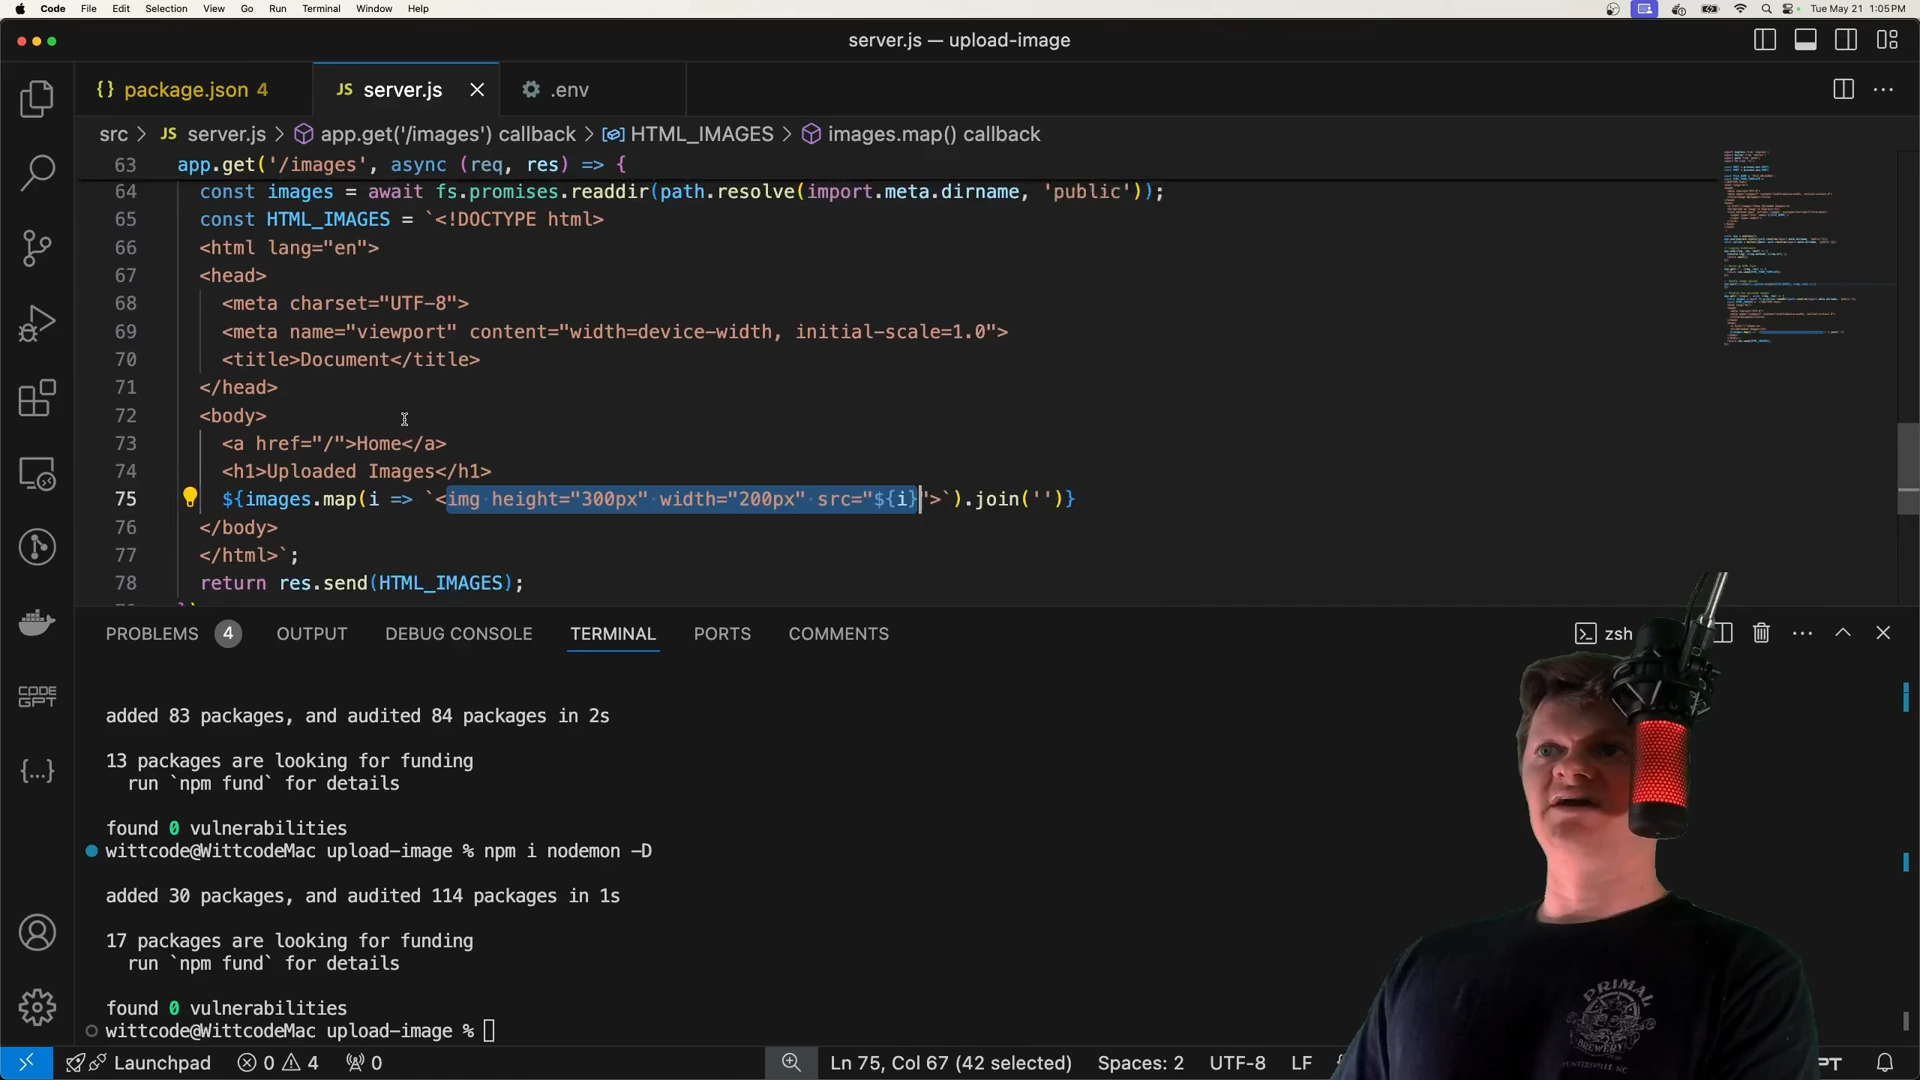 Code File Edit Selection View Go Run Terminal Window Help Tue May 21 1:05 PM
server.js — upload-image
{} package.json 4 JS server.js .env
src > JS server.js > app.get('/images') callback > HTML_IMAGES > images.map() callback
63 app.get('/images', async (req, res) => {
64 const images = await fs.promises.readdir(path.resolve(import.meta.dirname, 'public'));
65 const HTML_IMAGES = `<!DOCTYPE html>
66 <html lang="en">
67 <head>
68 <meta charset="UTF-8">
69 <meta name="viewport" content="width=device-width, initial-scale=1.0">
70 <title>Document</title>
71 </head>
72 <body>
73 <a href="/">Home</a>
74 <h1>Uploaded Images</h1>
75 ${images.map(i => `<img height="300px" width="200px" src="${i}">`).join('')}
76 </body>
77 </html>`;
78 return res.send(HTML_IMAGES);
PROBLEMS 4 OUTPUT DEBUG CONSOLE TERMINAL PORTS COMMENTS zsh
added 83 packages, and audited 84 packages in 2s
13 packages are looking for funding
run `npm fund` for details
found 0 vulnerabilities
wittcode@WittcodeMac upload-image % npm i nodemon -D
added 30 packages, and audited 114 packages in 1s
17 packages are looking for funding
run `npm fund` for details
found 0 vulnerabilities
wittcode@WittcodeMac upload-image %
CODE
GPT
{...}
PRIMAL
BREWERY
HUNTERSVILLE, NC
Launchpad 0 4 0 Ln 75, Col 67 (42 selected) Spaces: 2 UTF-8 LF